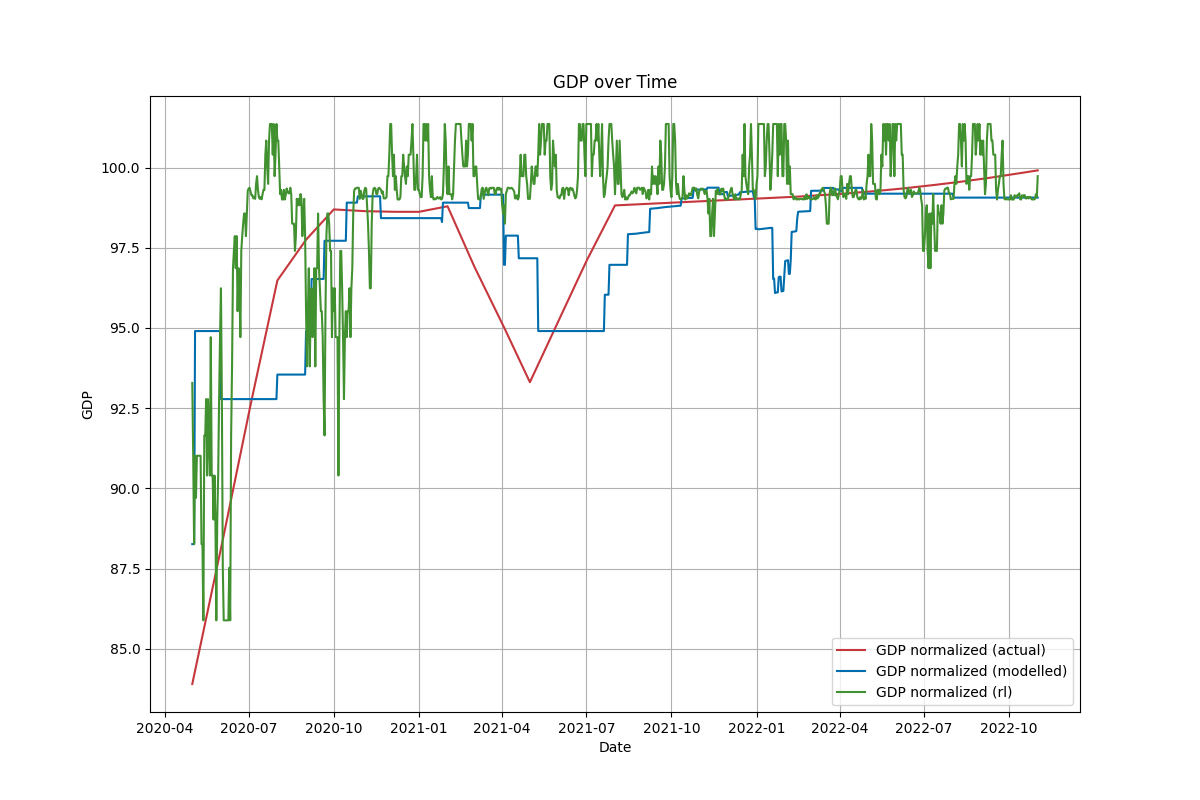 GDP over Time
100.0
97.5
95.0
92.5
90.0
87.5
85.0
GDP
GDP normalized (actual)
GDP normalized (modelled)
GDP normalized (rl)
2020-04 2020-07 2020-10 2021-01 2021-04 2021-07 2021-10 2022-01 2022-04 2022-07 2022-10
Date